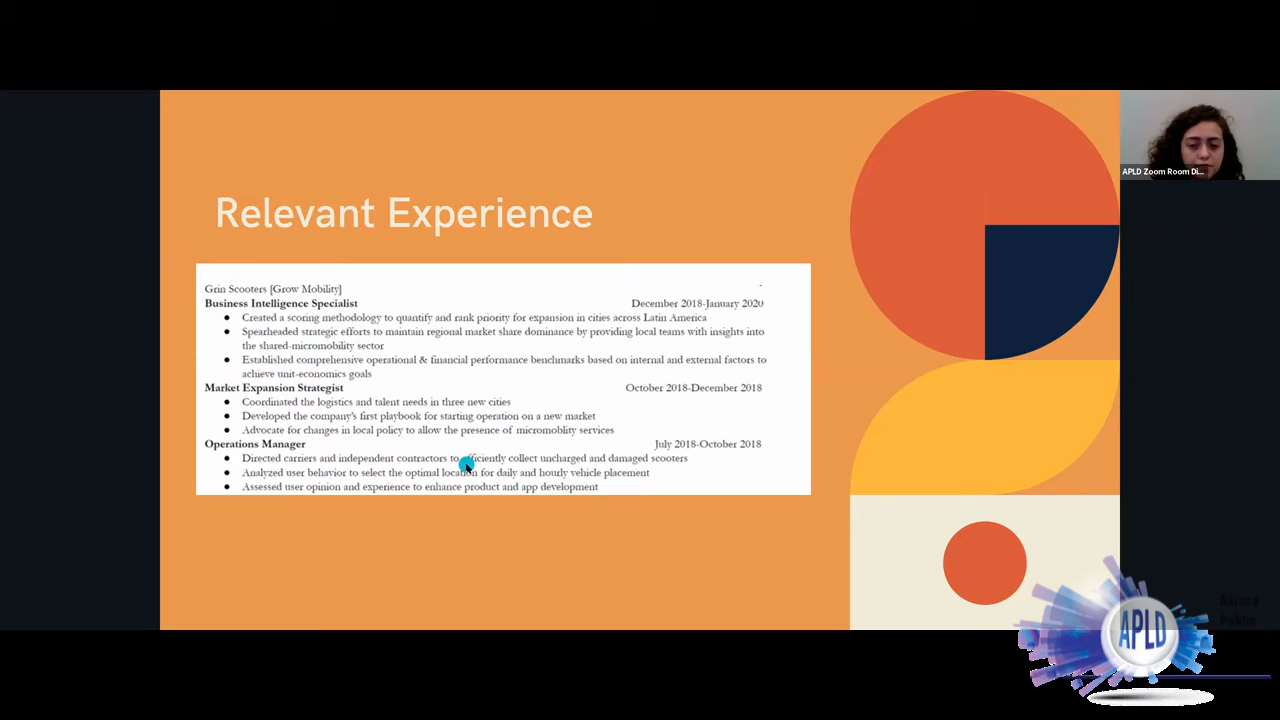 Relevant Experience
APLD Zoom Room Di...
Grin Scooters [Grow Mobility]
Business Intelligence Specialist December 2018-January 2020
● Created a scoring methodology to quantify and rank priority for expansion in cities across Latin America
● Spearheaded strategic efforts to maintain regional market share dominance by providing local teams with insights into
the shared-micromobility sector
● Established comprehensive operational & financial performance benchmarks based on internal and external factors to
achieve unit-economics goals
Market Expansion Strategist October 2018-December 2018
● Coordinated the logistics and talent needs in three new cities
● Developed the company's first playbook for starting operation on a new market
● Advocate for changes in local policy to allow the presence of micromoblity services
Operations Manager July 2018-October 2018
● Directed carriers and independent contractors to efficiently collect uncharged and damaged scooters
● Analyzed user behavior to select the optimal location for daily and hourly vehicle placement
● Assessed user opinion and experience to enhance product and app development
Aurora
Public
APLD